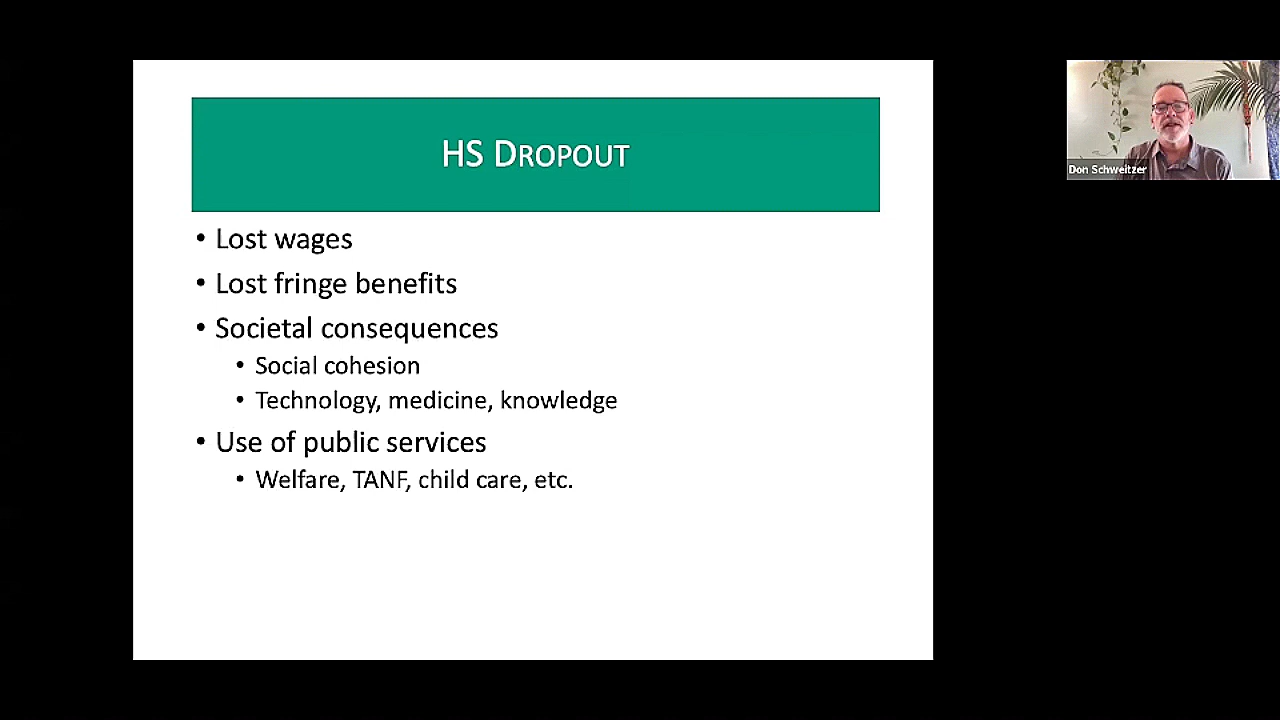 HS DROPOUT
• Lost wages
• Lost fringe benefits
• Societal consequences
• Social cohesion
• Technology, medicine, knowledge
• Use of public services
• Welfare, TANF, child care, etc.
Don Schweitzer